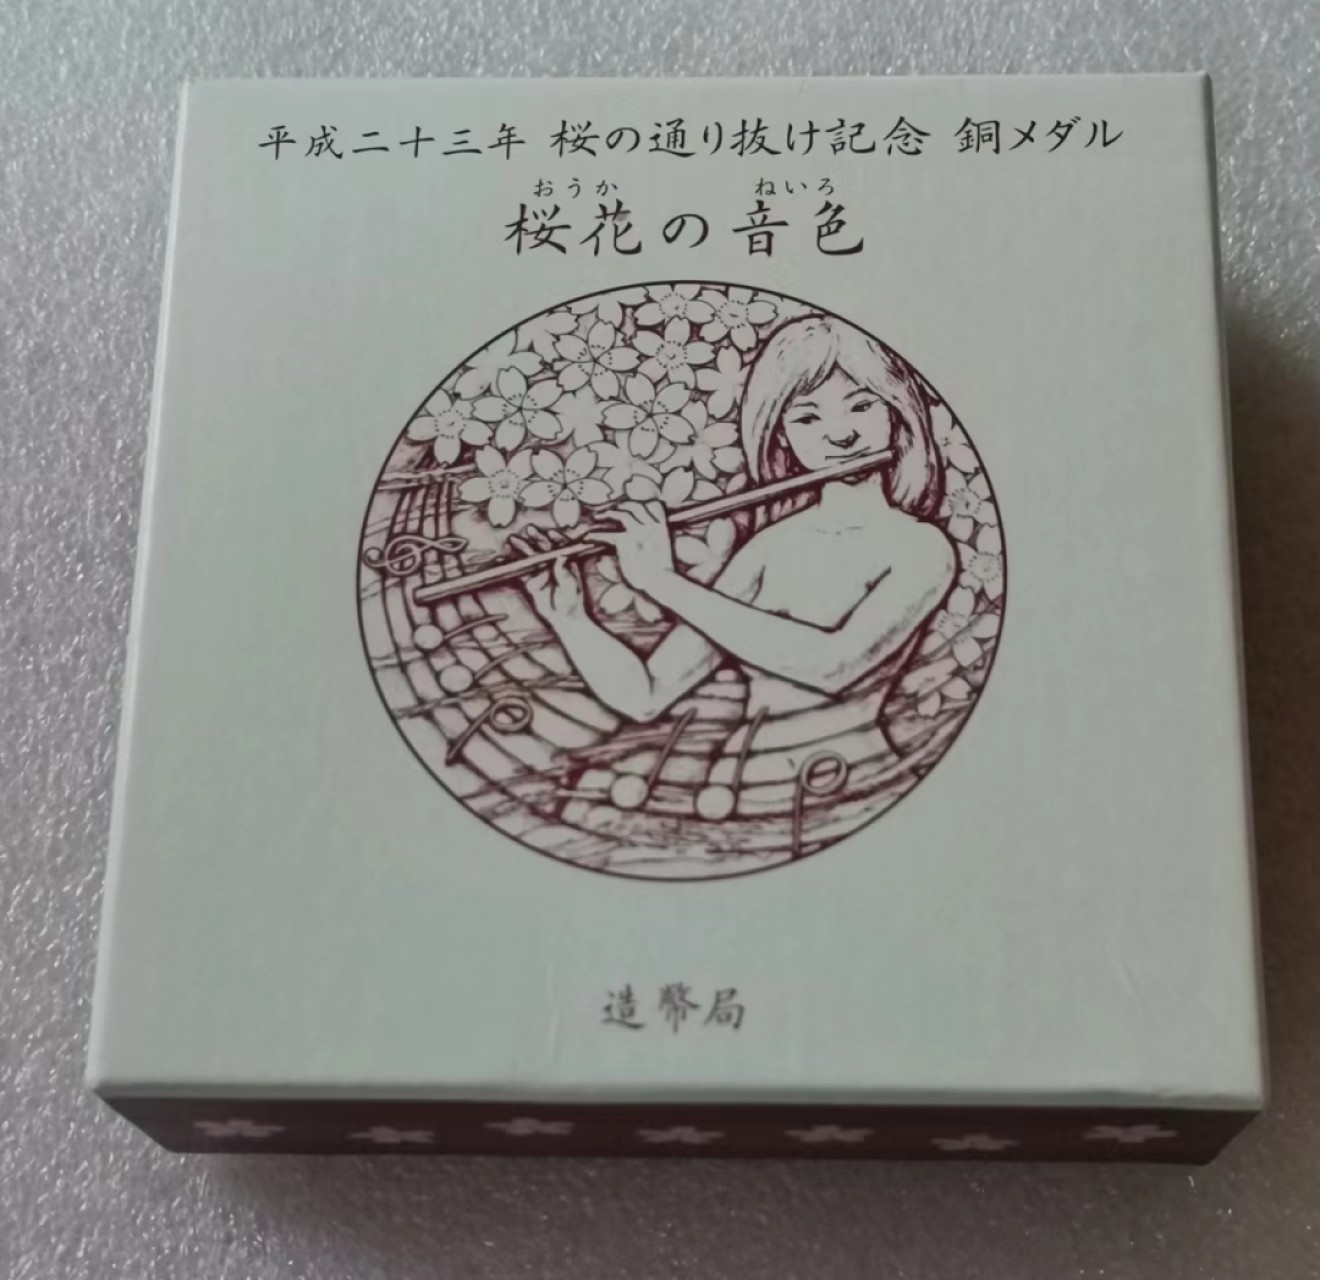 平成二十三年 桜の通り抜け記念 銅メダル
おうか ねいろ
桜花の音色
造幣局